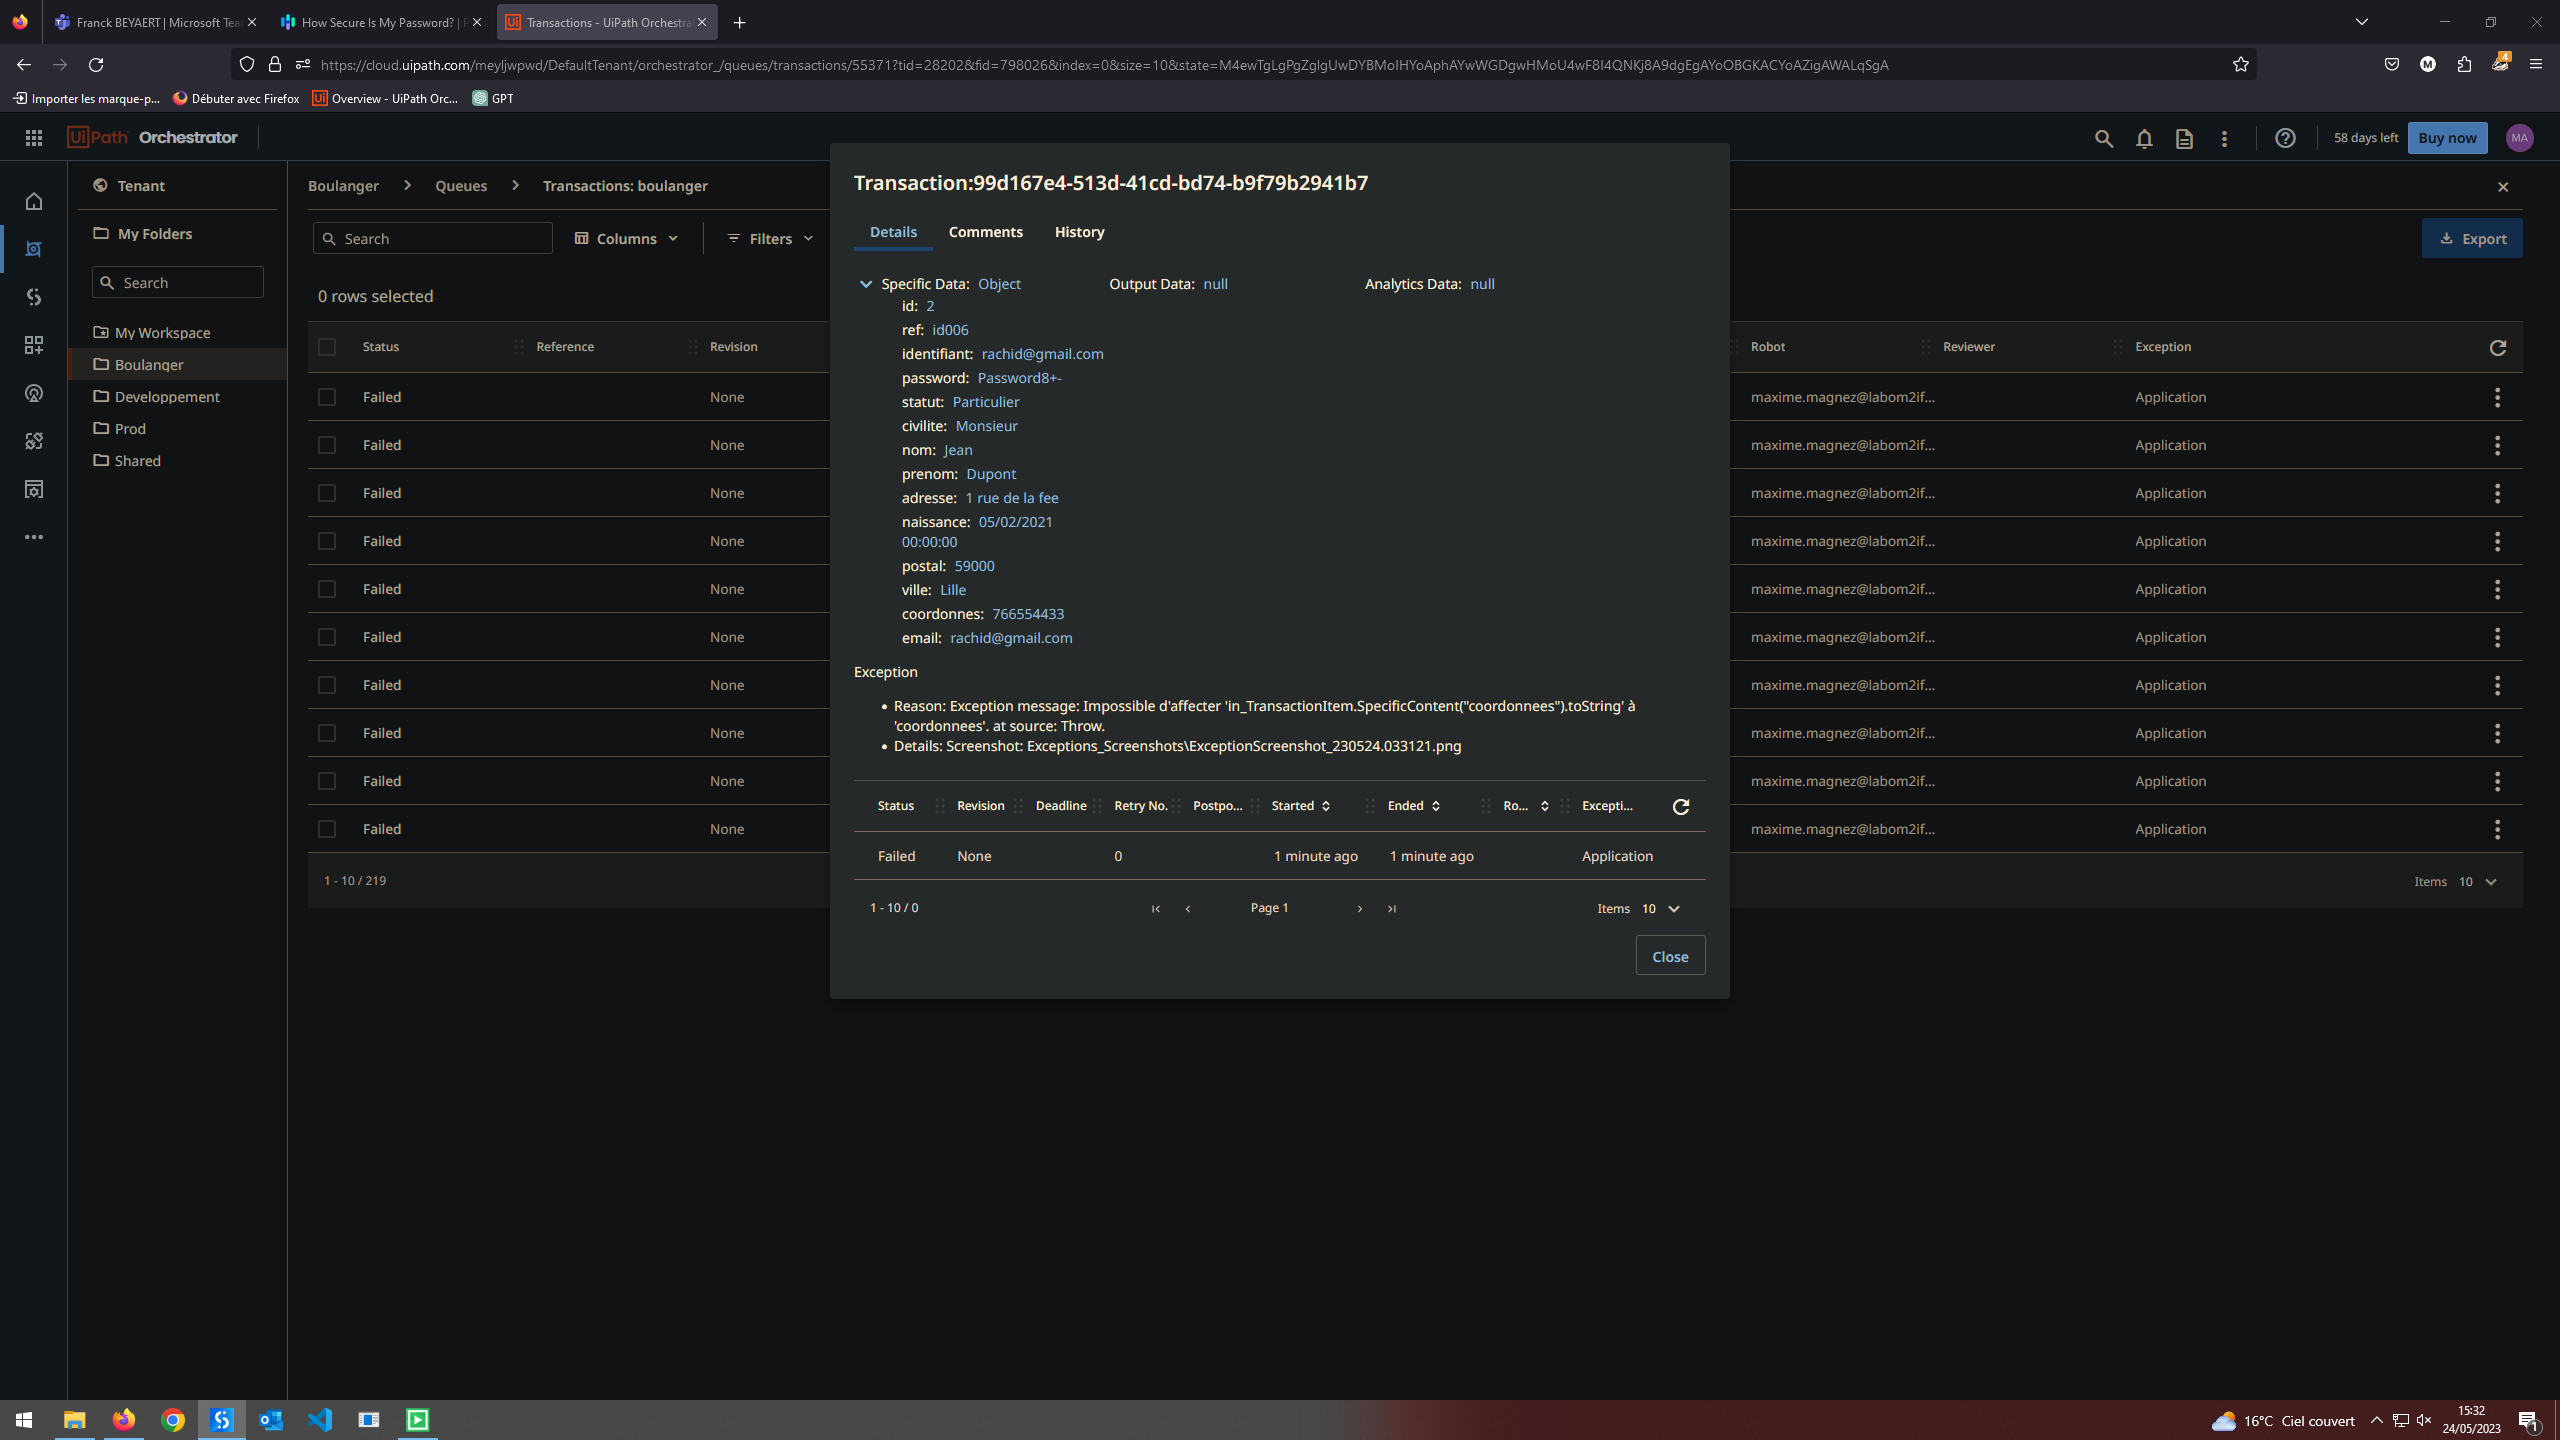 Franck BEYAERT | Microsoft Tea
How Secure Is My Password? | P
Transactions - UiPath Orchestra
https://cloud.uipath.com/meyljwpwd/DefaultTenant/orchestrator_/queues/transactions/55371?tid=28202&fid=798026&index=0&size=10&state=M4ewTgLgPgZglgUwDYBMoIHYoAphAYwWGDgwHMoU4wF8I4QNKj8A9dgEgAYoOBGKACYoAZigAWALqSgA
Importer les marque-p...
Débuter avec Firefox
Overview - UiPath Orc...
GPT
UiPath Orchestrator
58 days left
Buy now
MA
Tenant
My Folders
Search
My Workspace
Boulanger
Developpement
Prod
Shared
Boulanger > Queues > Transactions: boulanger
Search
Columns
Filters
Export
0 rows selected
Status Reference Revision Robot Reviewer Exception
Failed None maxime.magnez@labom2if... Application
Failed None maxime.magnez@labom2if... Application
Failed None maxime.magnez@labom2if... Application
Failed None maxime.magnez@labom2if... Application
Failed None maxime.magnez@labom2if... Application
Failed None maxime.magnez@labom2if... Application
Failed None maxime.magnez@labom2if... Application
Failed None maxime.magnez@labom2if... Application
Failed None maxime.magnez@labom2if... Application
Failed None maxime.magnez@labom2if... Application
1 - 10 / 219
Items 10
Transaction:99d167e4-513d-41cd-bd74-b9f79b2941b7
Details Comments History
Specific Data: Object Output Data: null Analytics Data: null
id: 2
ref: id006
identifiant: rachid@gmail.com
password: Password8+-
statut: Particulier
civilite: Monsieur
nom: Jean
prenom: Dupont
adresse: 1 rue de la fee
naissance: 05/02/2021
00:00:00
postal: 59000
ville: Lille
coordonnes: 766554433
email: rachid@gmail.com
Exception
• Reason: Exception message: Impossible d'affecter 'in_TransactionItem.SpecificContent("coordonnees").toString' à
'coordonnees'. at source: Throw.
• Details: Screenshot: Exceptions_Screenshots\ExceptionScreenshot_230524.033121.png
Status Revision Deadline Retry No. Postpo... Started Ended Ro... Excepti...
Failed None 0 1 minute ago 1 minute ago Application
1 - 10 / 0
Page 1
Items 10
Close
16°C Ciel couvert
15:32
24/05/2023
1
4